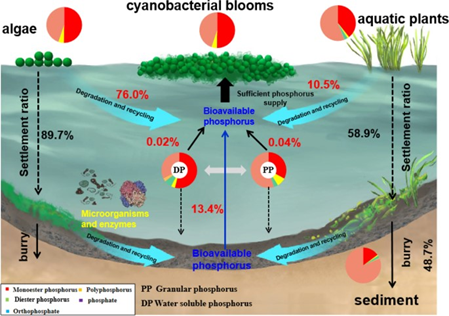 cyanobacterial blooms
algae
aquatic plants
Degradation and recycling
76.0%
Sufficient phosphorus
supply
10.5%
Degradation and recycling
Bioavailable
phosphorus
Settlement ratio
89.7%
0.02%
0.04%
58.9%
Settlement ratio
DP
PP
Microorganisms
and enzymes
13.4%
burry
Degradation and recycling
Bioavailable
phosphorus
Degradation and recycling
burry
48.7%
Monoester phosphorus
Polyphosphorus
Diester phosphorus
phosphate
Orthophosphate
PP Granular phosphorus
DP Water soluble phosphorus
sediment